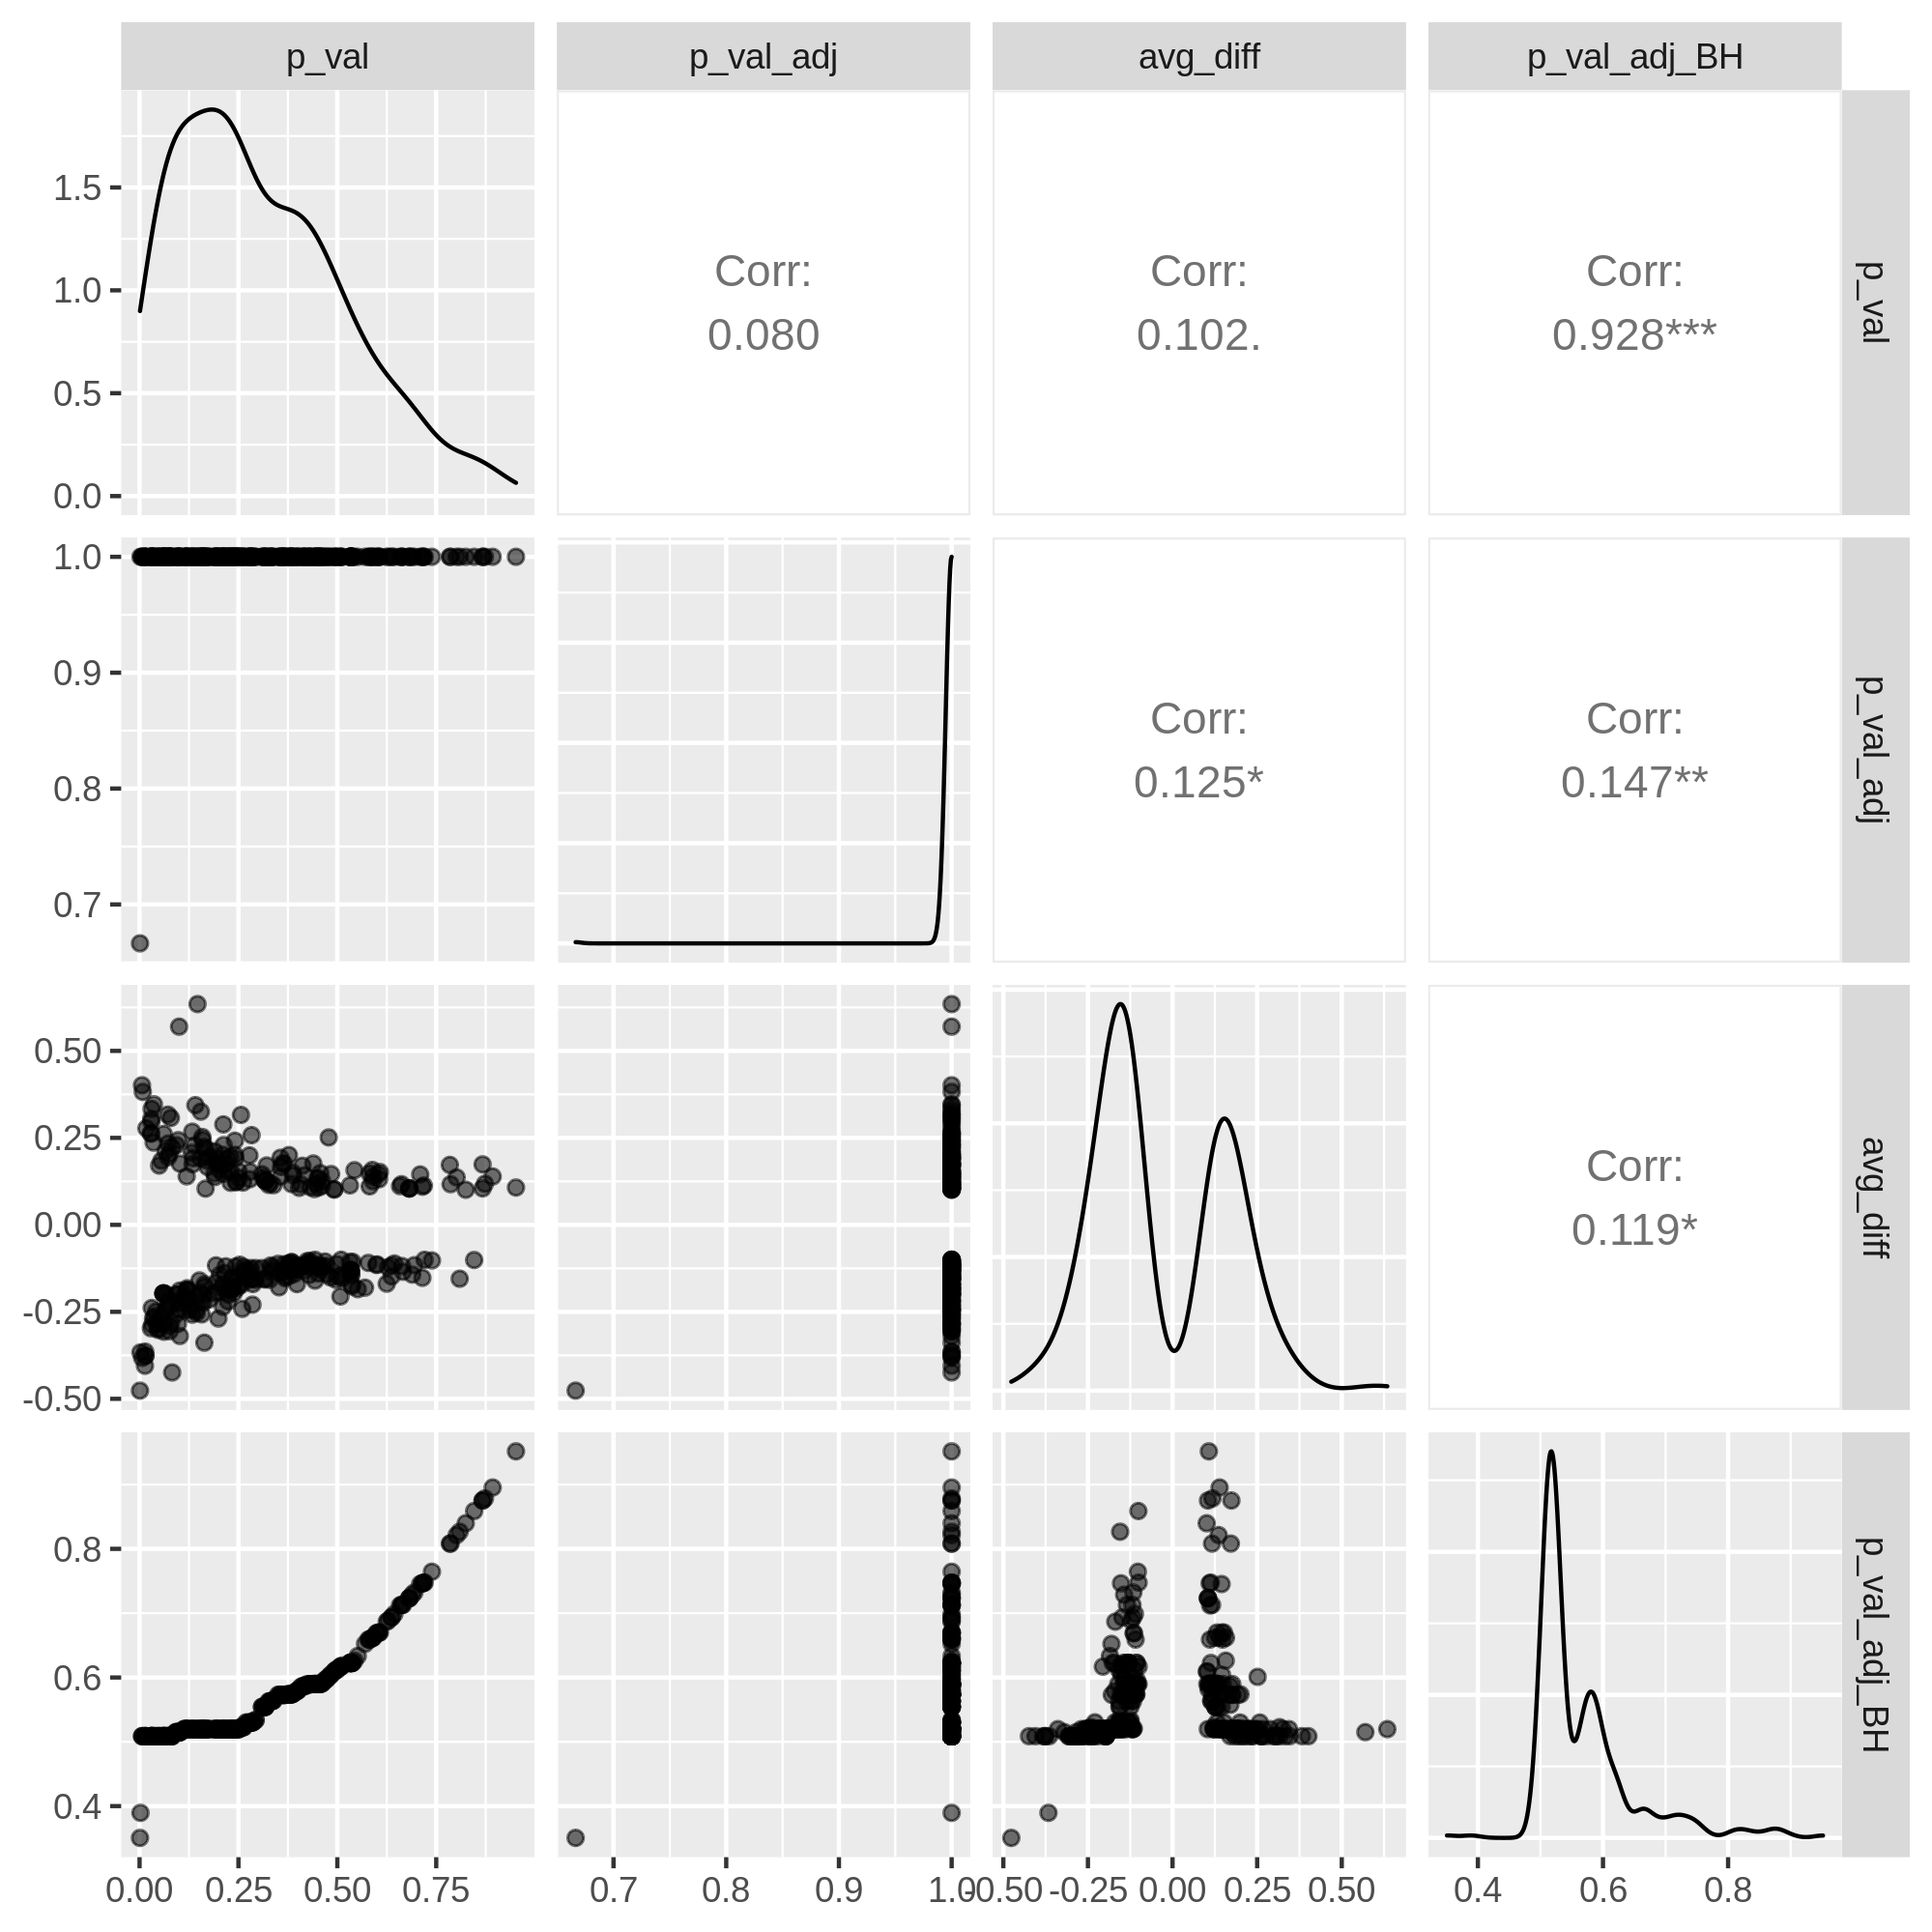 p_val
p_val_adj
avg_diff
p_val_adj_BH
1.5
1.0
0.5
0.0
Corr:
0.080
Corr:
0.102.
Corr:
0.928***
p_val
1.0
0.9
0.8
0.7
Corr:
0.125*
Corr:
0.147**
p_val_adj
0.50
0.25
0.00
-0.25
-0.50
Corr:
0.119*
avg_diff
0.8
0.6
0.4
p_val_adj_BH
0.00 0.25 0.50 0.75
0.7 0.8 0.9 1.0
-0.50 -0.25 0.00 0.25 0.50
0.4 0.6 0.8